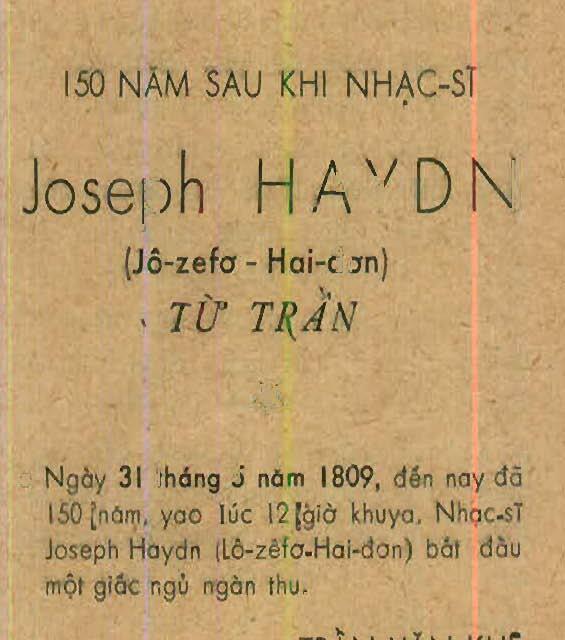 150 NĂM SAU KHI NHẠC-SĨ
Joseph HAYDN
(Jô-zefơ - Hai-đơn)
TỪ TRẦN
Ngày 31 tháng 5 năm 1809, đến nay đã
150 năm, vao lúc 12 giờ khuya, Nhạc-sĩ
Joseph Haydn (Lô-zêfơ-Hai-đơn) bắt đầu
một giấc ngủ ngàn thu.